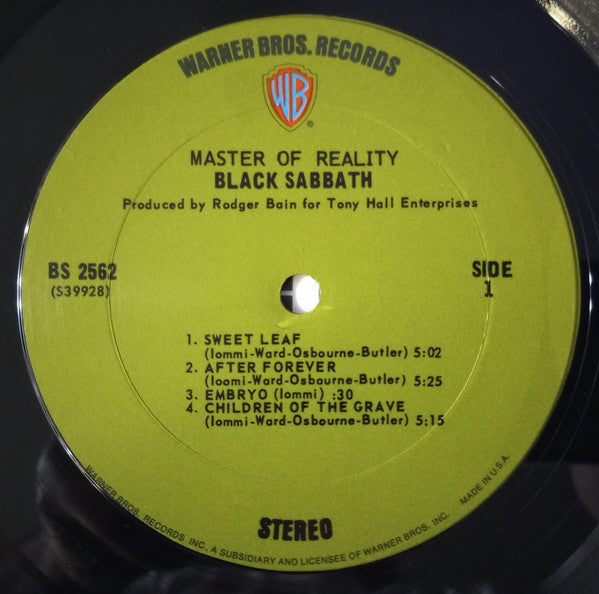 WARNER BROS. RECORDS
WB
®
MASTER OF REALITY
BLACK SABBATH
Produced by Rodger Bain for Tony Hall Enterprises
BS 2562
(S39928)
SIDE
1
1. SWEET LEAF
(Iommi-Ward-Osbourne-Butler) 5:02
2. AFTER FOREVER
(Ioomi-Ward-Osbourne-Butler) 5:25
3. EMBRYO (Iommi) :30
4. CHILDREN OF THE GRAVE
(Iommi-Ward-Osbourne-Butler) 5:15
STEREO
WARNER BROS. RECORDS, INC., A SUBSIDIARY AND LICENSEE OF WARNER BROS. INC. MADE IN U.S.A.